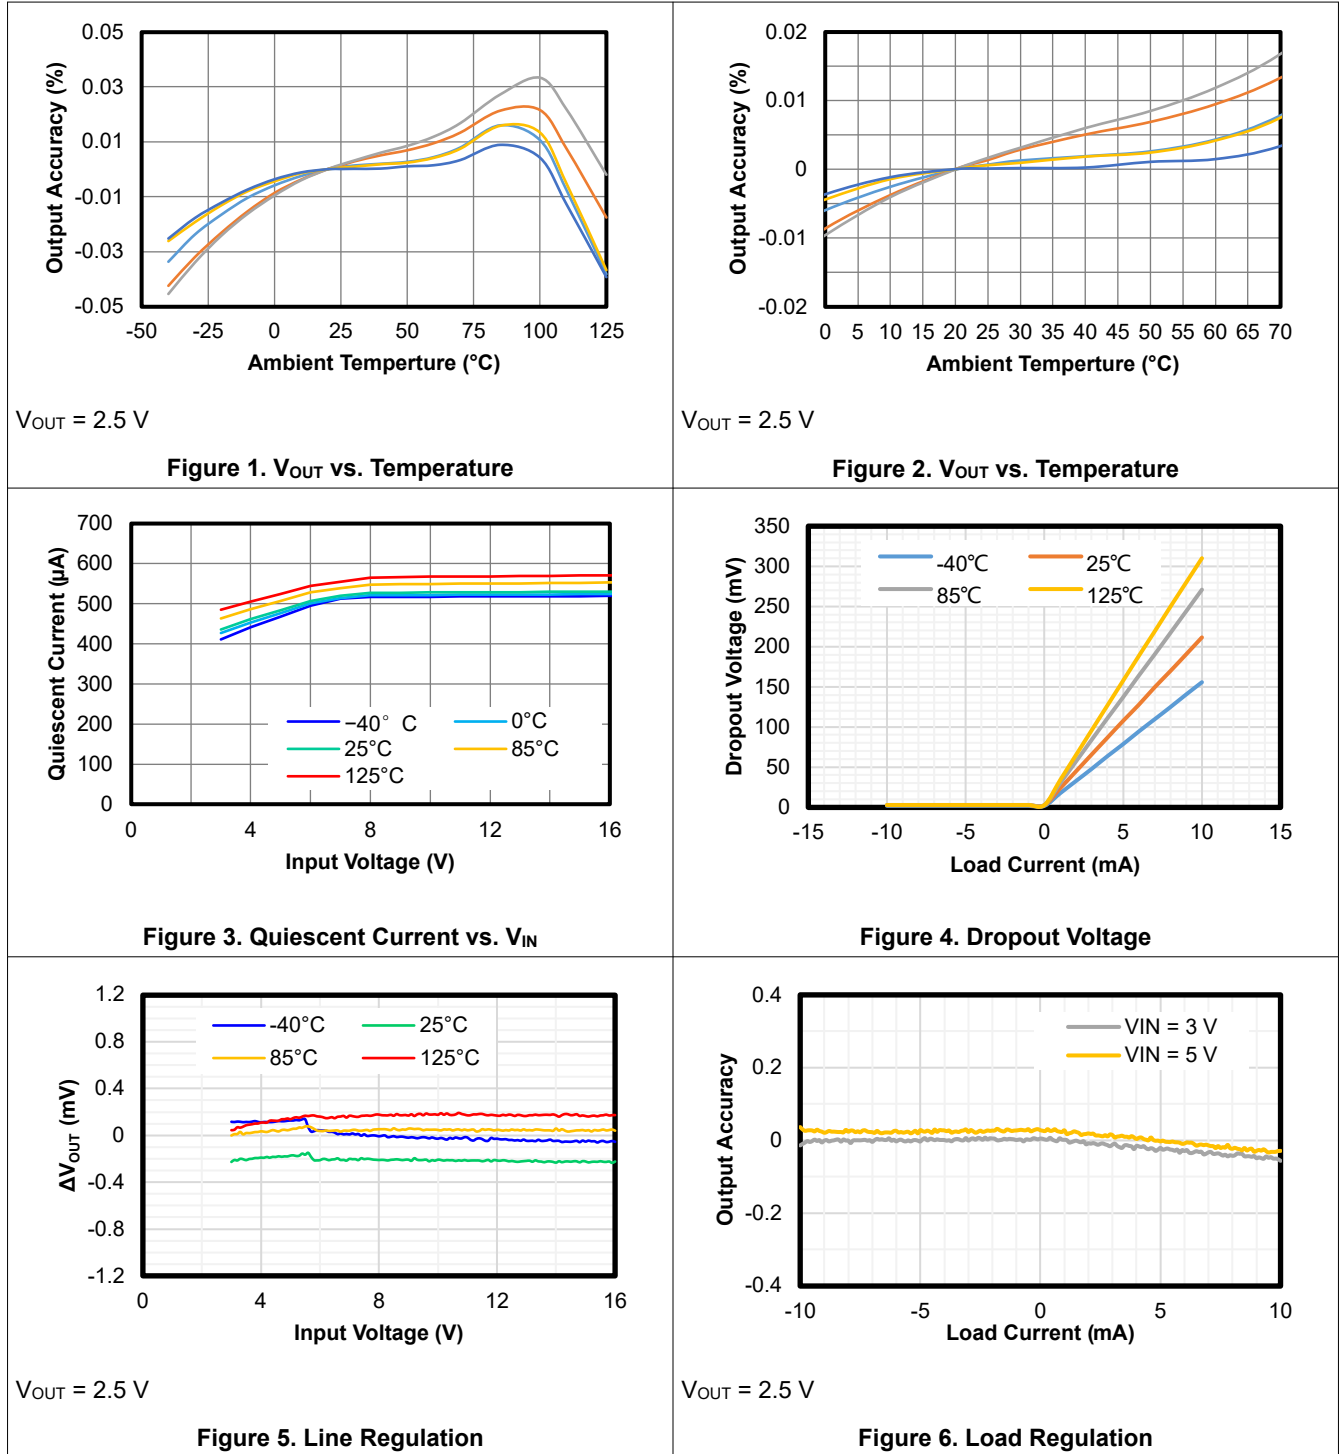 0.05
0.03
0.01
-0.01
-0.03
-0.05
Output Accuracy (%)
-50 -25 0 25 50 75 100 125
Ambient Temperture (°C)
V_OUT = 2.5 V
Figure 1. V_OUT vs. Temperature
0.02
0.01
0
-0.01
-0.02
Output Accuracy (%)
0 5 10 15 20 25 30 35 40 45 50 55 60 65 70
Ambient Temperture (°C)
V_OUT = 2.5 V
Figure 2. V_OUT vs. Temperature
700
600
500
400
300
200
100
0
Quiescent Current (µA)
−40° C 0°C
25°C 85°C
125°C
0 4 8 12 16
Input Voltage (V)
Figure 3. Quiescent Current vs. V_IN
350
300
250
200
150
100
50
0
Dropout Voltage (mV)
-40℃ 25℃
85℃ 125℃
-15 -10 -5 0 5 10 15
Load Current (mA)
Figure 4. Dropout Voltage
1.2
0.8
0.4
0
-0.4
-0.8
-1.2
ΔV_OUT (mV)
-40°C 25°C
85°C 125°C
0 4 8 12 16
Input Voltage (V)
V_OUT = 2.5 V
Figure 5. Line Regulation
0.4
0.2
0
-0.2
-0.4
Output Accuracy
VIN = 3 V
VIN = 5 V
-10 -5 0 5 10
Load Current (mA)
V_OUT = 2.5 V
Figure 6. Load Regulation